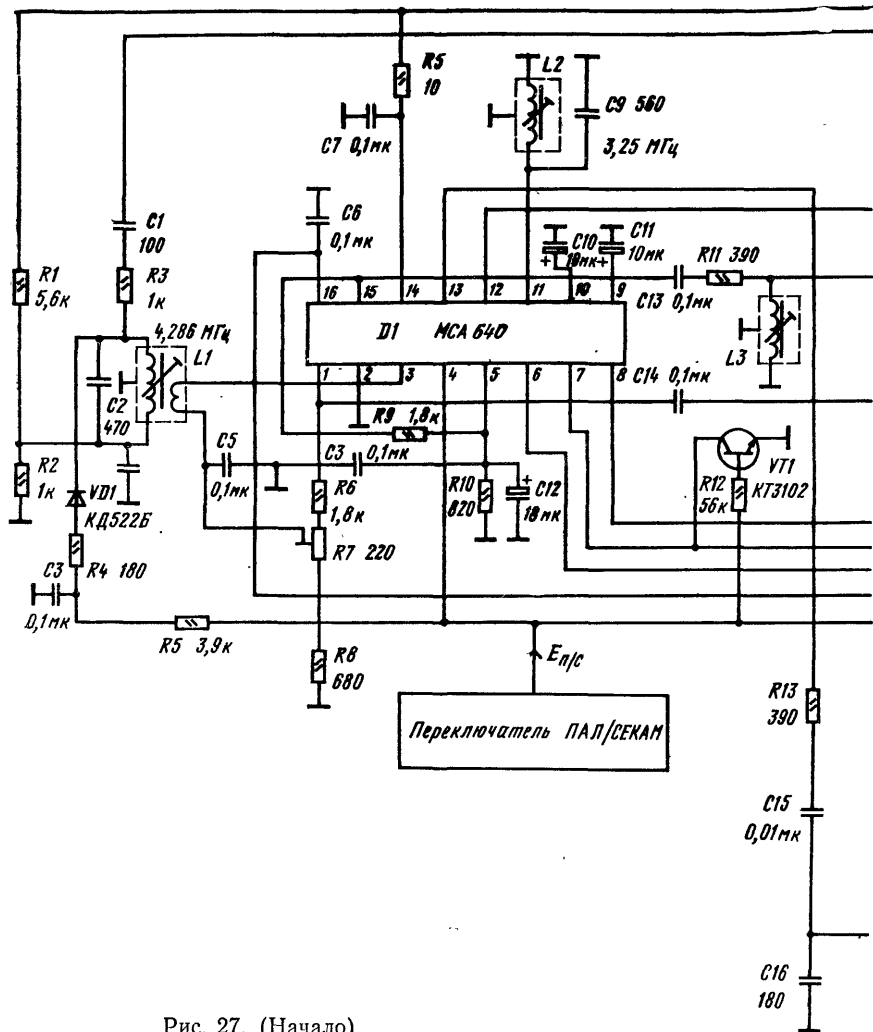 R5
10
L2
C9 560
3,25 МГц
C7 0,1мк
C1
100
C6
0,1мк
C10
10мк
+
C11
10мк
+
R11 390
R1
5,6к
R3
1к
C13 0,1мк
16 15 14 13 12 11 10 9
D1 МСА 640
1 2 3 4 5 6 7 8
4,286 МГц
L1
L3
C14 0,1мк
C2
470
R9 1,8к
C5
0,1мк
C3
0,1мк
R2
1к
VD1
КД522Б
R6
1,8к
R10
820
+
C12
18мк
R12
56к
VT1
КТ3102
R7 220
C3
0,1мк
R4 180
R5 3,9к
R8
680
Eп/с
R13
390
Переключатель ПАЛ/СЕКАМ
C15
0,01мк
C16
180
Рис. 27. (Начало)